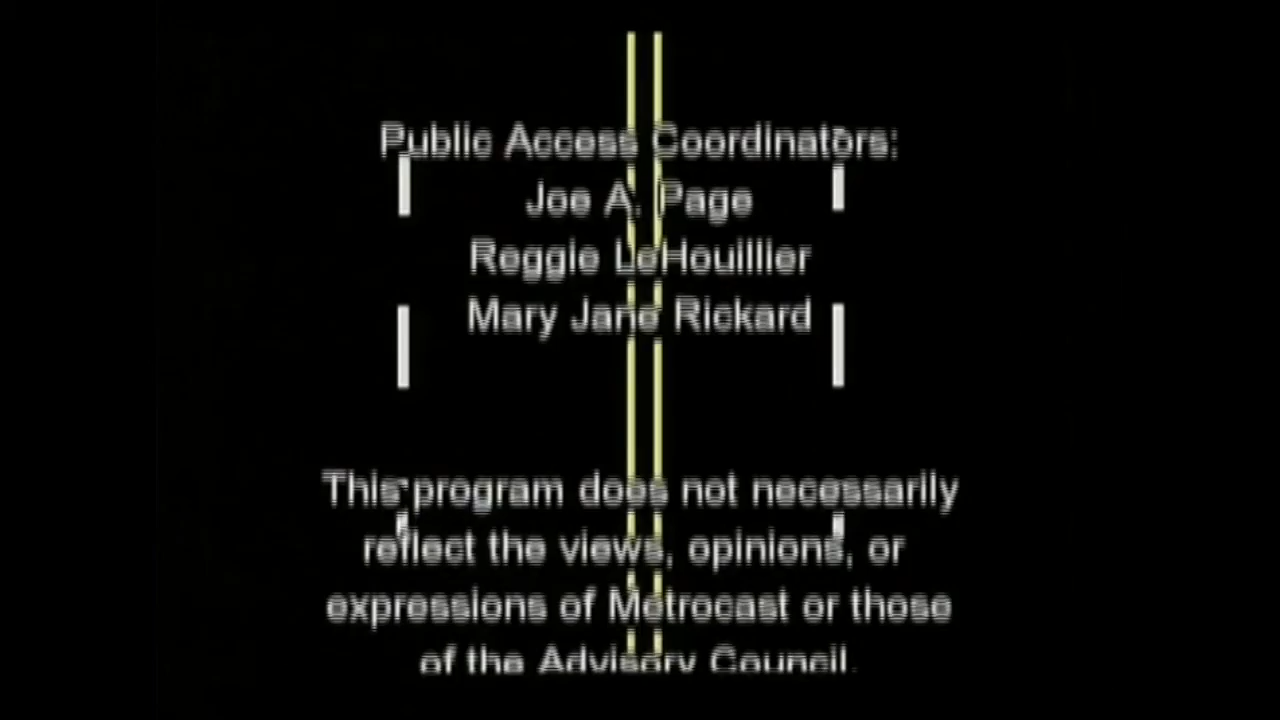 Public Access Coordinators:
Joe A. Page
Reggie LeHouillier
Mary Jane Rickard
This program does not necessarily
reflect the views, opinions, or
expressions of Metrocast or those
of the Advisory Council.